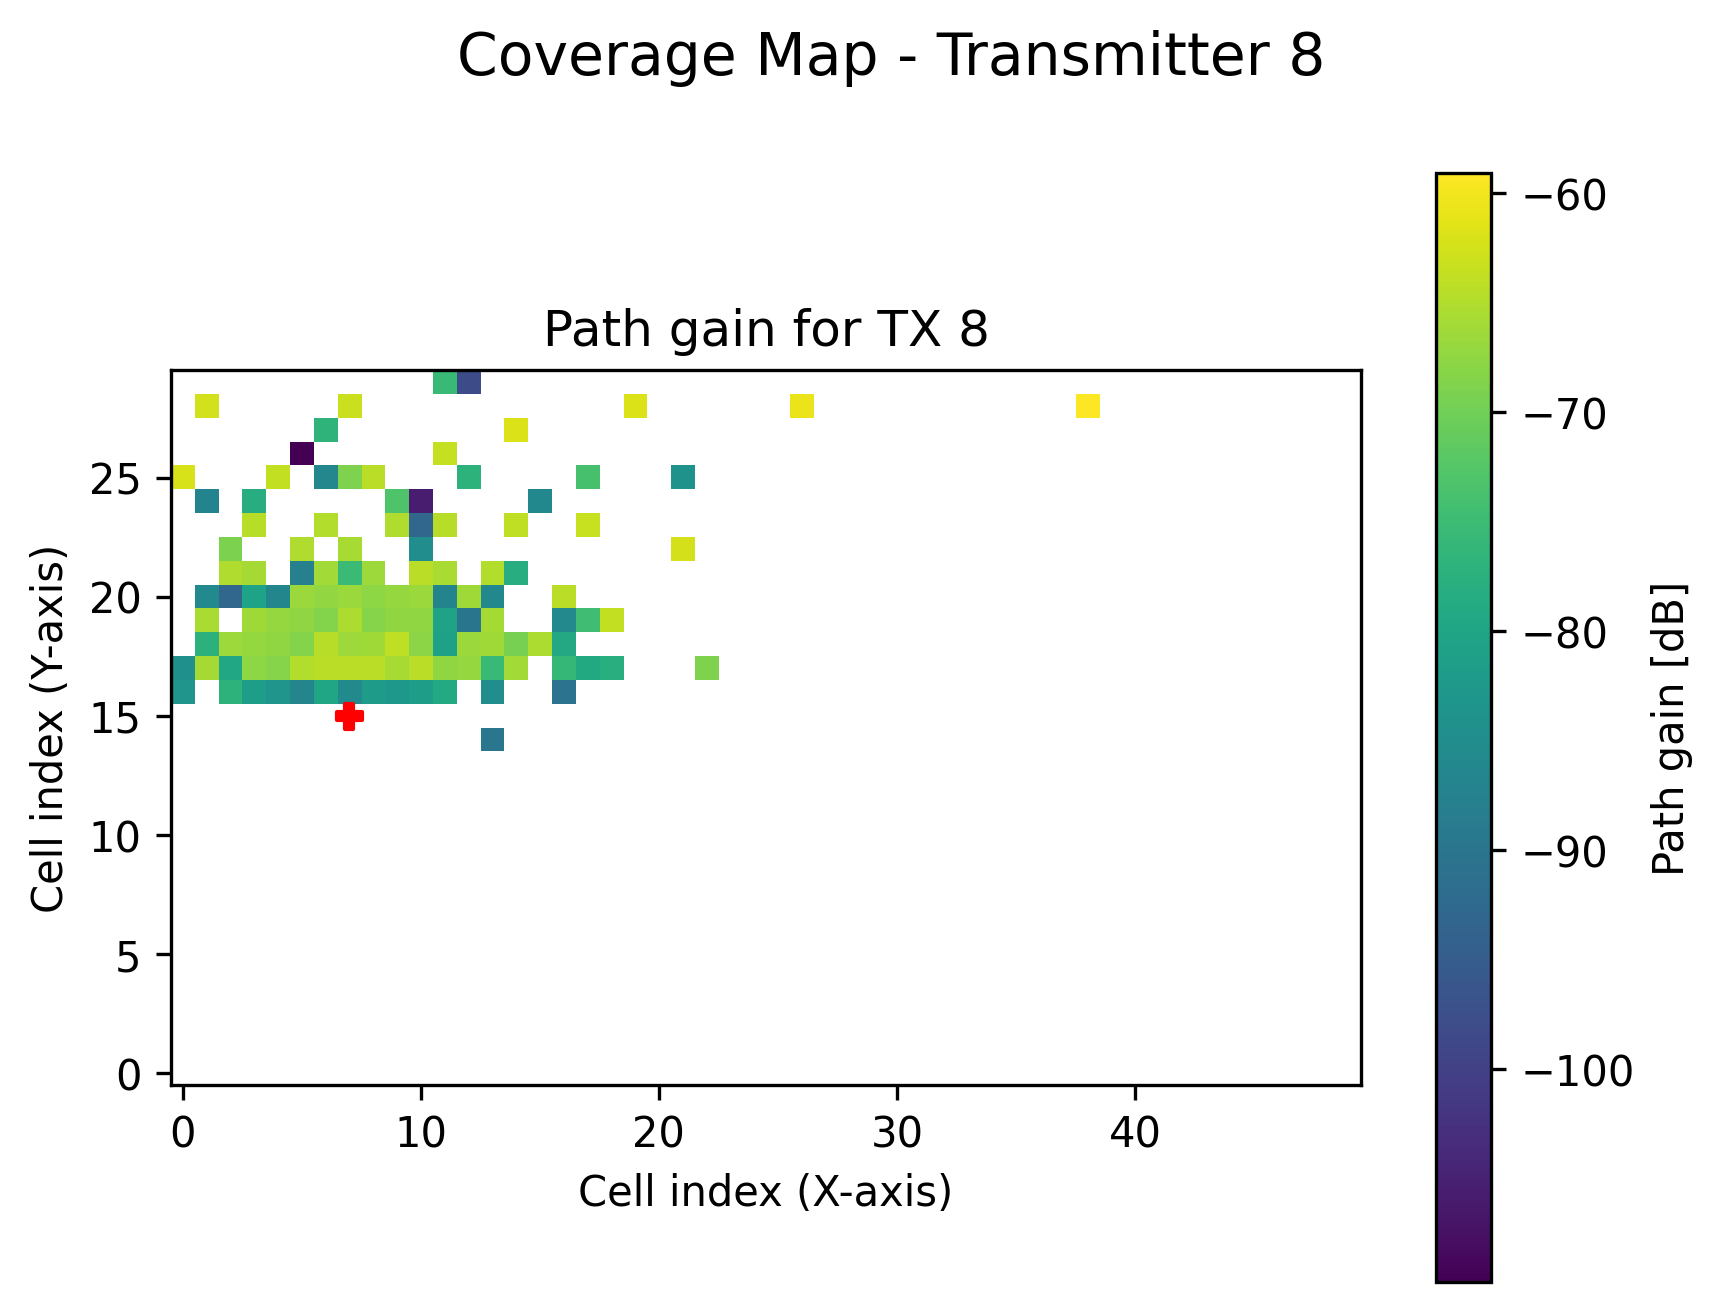 Coverage Map - Transmitter 8
Path gain for TX 8
−60
−70
−80
−90
−100
Path gain [dB]
25
20
15
10
5
0
Cell index (Y-axis)
0 10 20 30 40
Cell index (X-axis)